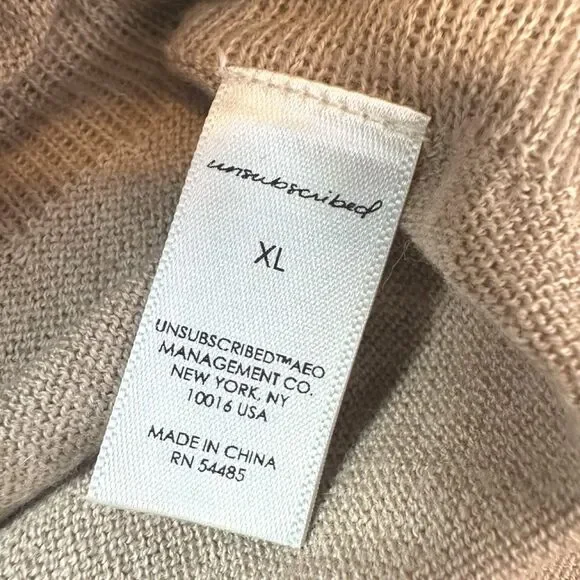 unsubscribed
XL
UNSUBSCRIBED™AEO
MANAGEMENT CO.
NEW YORK, NY
10016 USA
MADE IN CHINA
RN 54485